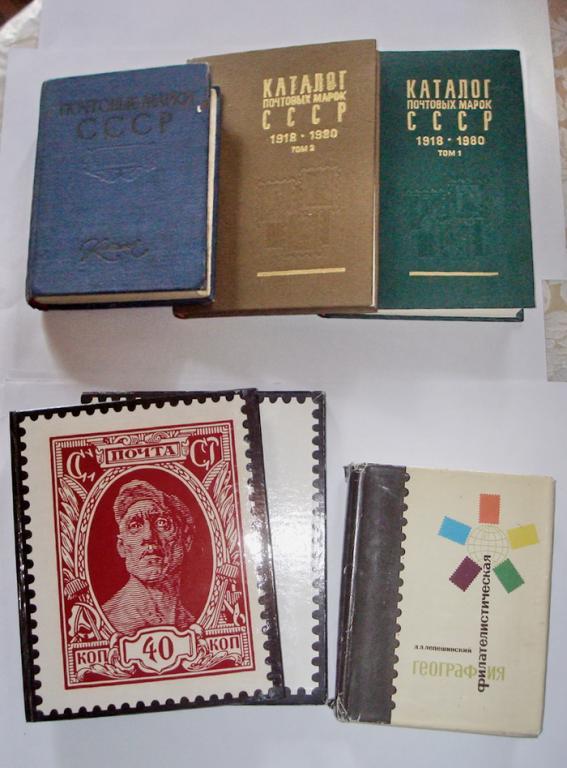 ПОЧТОВЫЕ МАРКИ
СССР
КАТАЛОГ
ПОЧТОВЫХ МАРОК
СССР
1918 • 1980
ТОМ 2
КАТАЛОГ
ПОЧТОВЫХ МАРОК
СССР
1918 • 1980
ТОМ 1
ПОЧТА
КОП 40 КОП
филателистическая
л.л.лепешинский
география